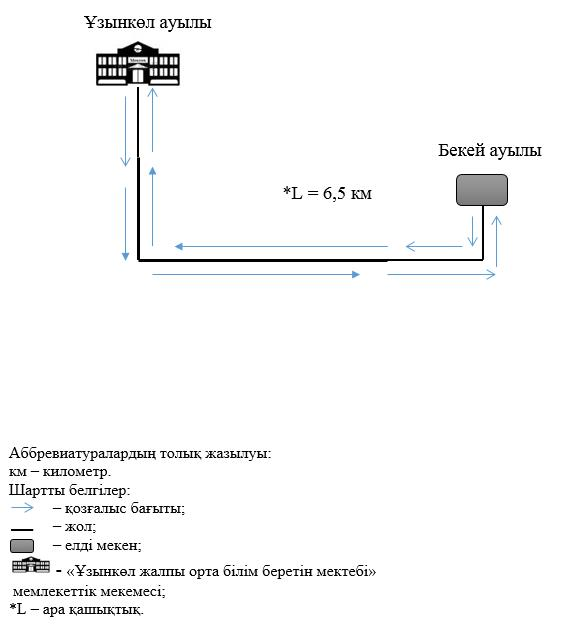 Ұзынкөл ауылы
Бекей ауылы
*L = 6,5 км
Аббревиатуралардың толық жазылуы:
км – километр.
Шартты белгілер:
– қозғалыс бағыты;
– жол;
– елді мекен;
- «Ұзынкөл жалпы орта білім беретін мектебі»
мемлекеттік мекемесі;
*L – ара қашықтық.